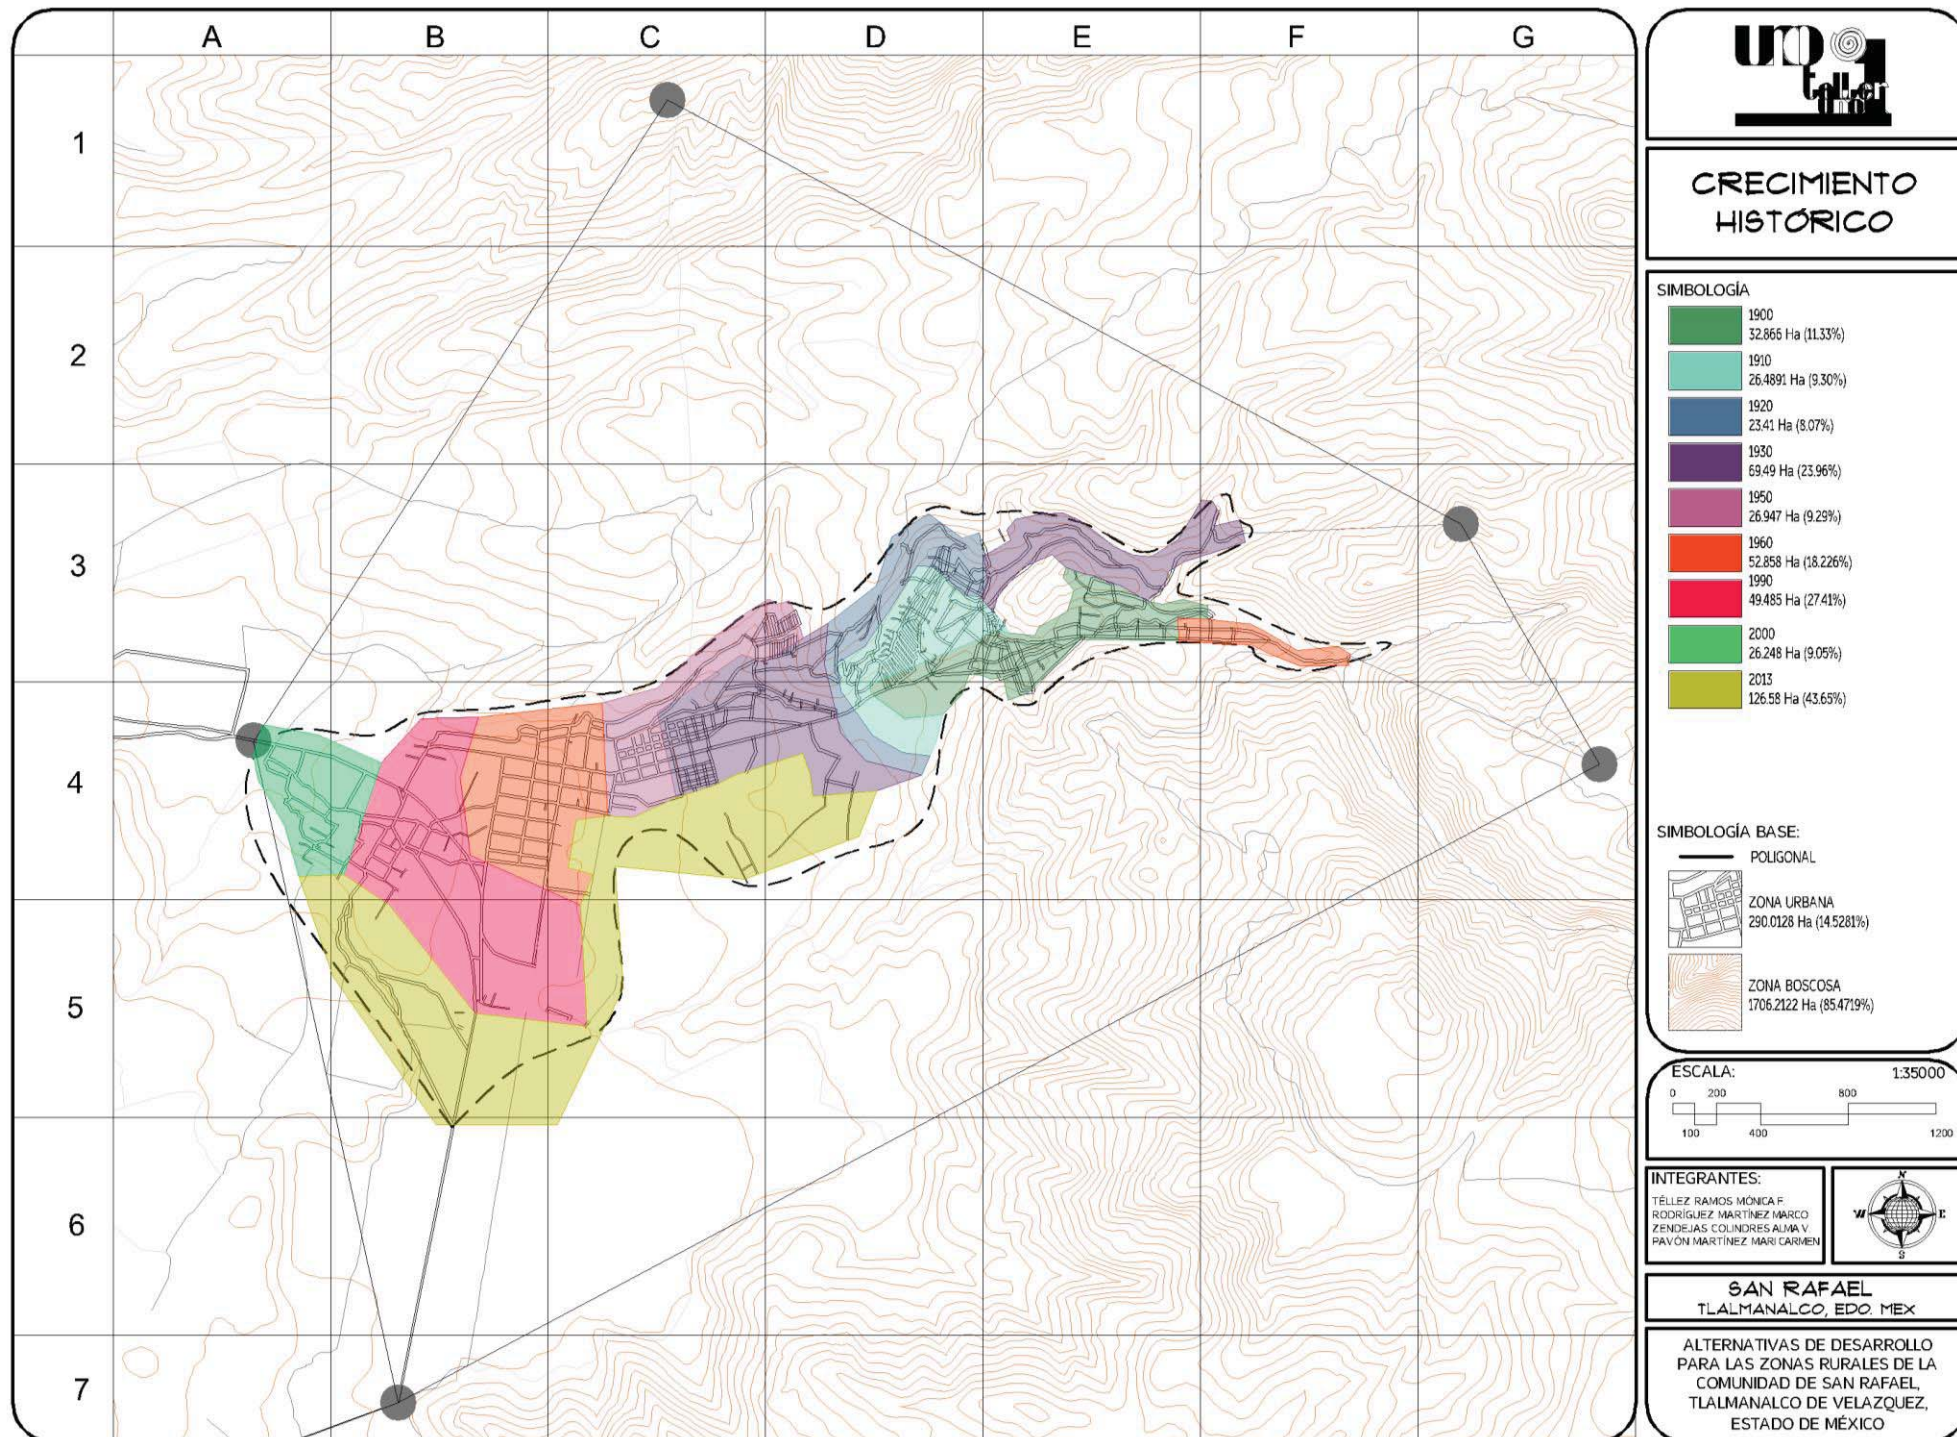 A B C D E F G
1
2
3
4
5
6
7
uno
taller
uno
CRECIMIENTO
HISTÓRICO
SIMBOLOGÍA
1900
32.866 Ha (11.33%)
1910
26.4891 Ha (9.30%)
1920
23.41 Ha (8.07%)
1930
69.49 Ha (23.96%)
1950
26.947 Ha (9.29%)
1960
52.858 Ha (18.226%)
1990
49.485 Ha (27.41%)
2000
26.248 Ha (9.05%)
2013
126.58 Ha (43.65%)
SIMBOLOGÍA BASE:
POLIGONAL
ZONA URBANA
290.0128 Ha (14.5281%)
ZONA BOSCOSA
1706.2122 Ha (85.4719%)
ESCALA: 1:35000
0 200 800
100 400 1200
INTEGRANTES:
TÉLLEZ RAMOS MÓNICA F.
RODRÍGUEZ MARTÍNEZ MARCO
ZENDEJAS COLINDRES ALMA V.
PAVÓN MARTÍNEZ MARI CARMEN
N
W E
S
SAN RAFAEL
TLALMANALCO, EDO. MEX
ALTERNATIVAS DE DESARROLLO
PARA LAS ZONAS RURALES DE LA
COMUNIDAD DE SAN RAFAEL,
TLALMANALCO DE VELAZQUEZ,
ESTADO DE MÉXICO